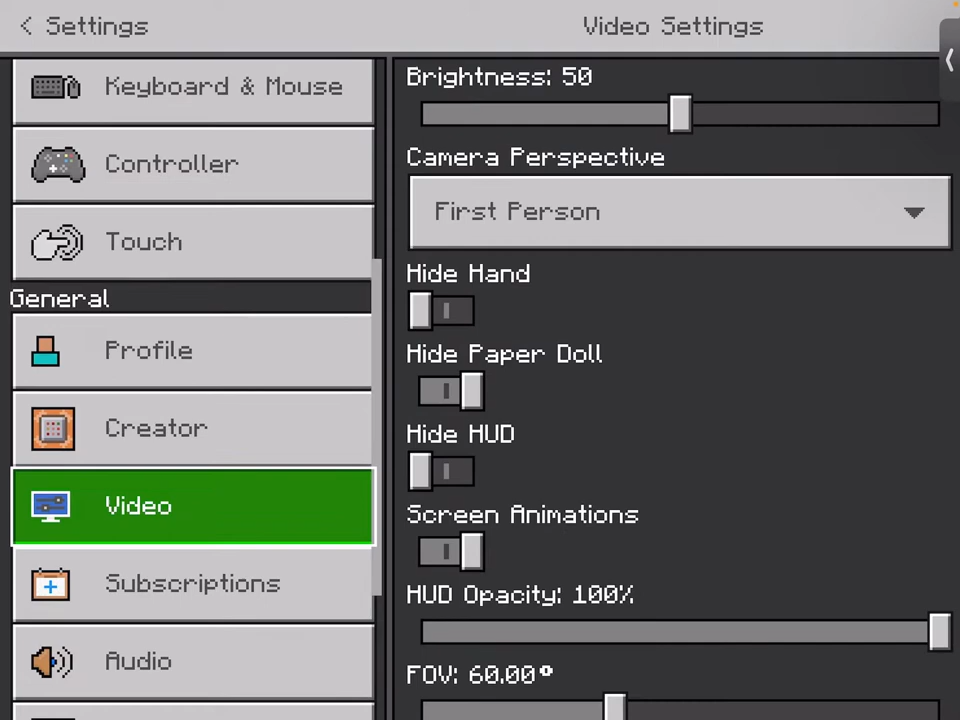 Settings
Video Settings
Keyboard & Mouse
Controller
Touch
General
Profile
Creator
Video
Subscriptions
Audio
Brightness: 50
Camera Perspective
First Person
Hide Hand
Hide Paper Doll
Hide HUD
Screen Animations
HUD Opacity: 100%
FOV: 60.00°